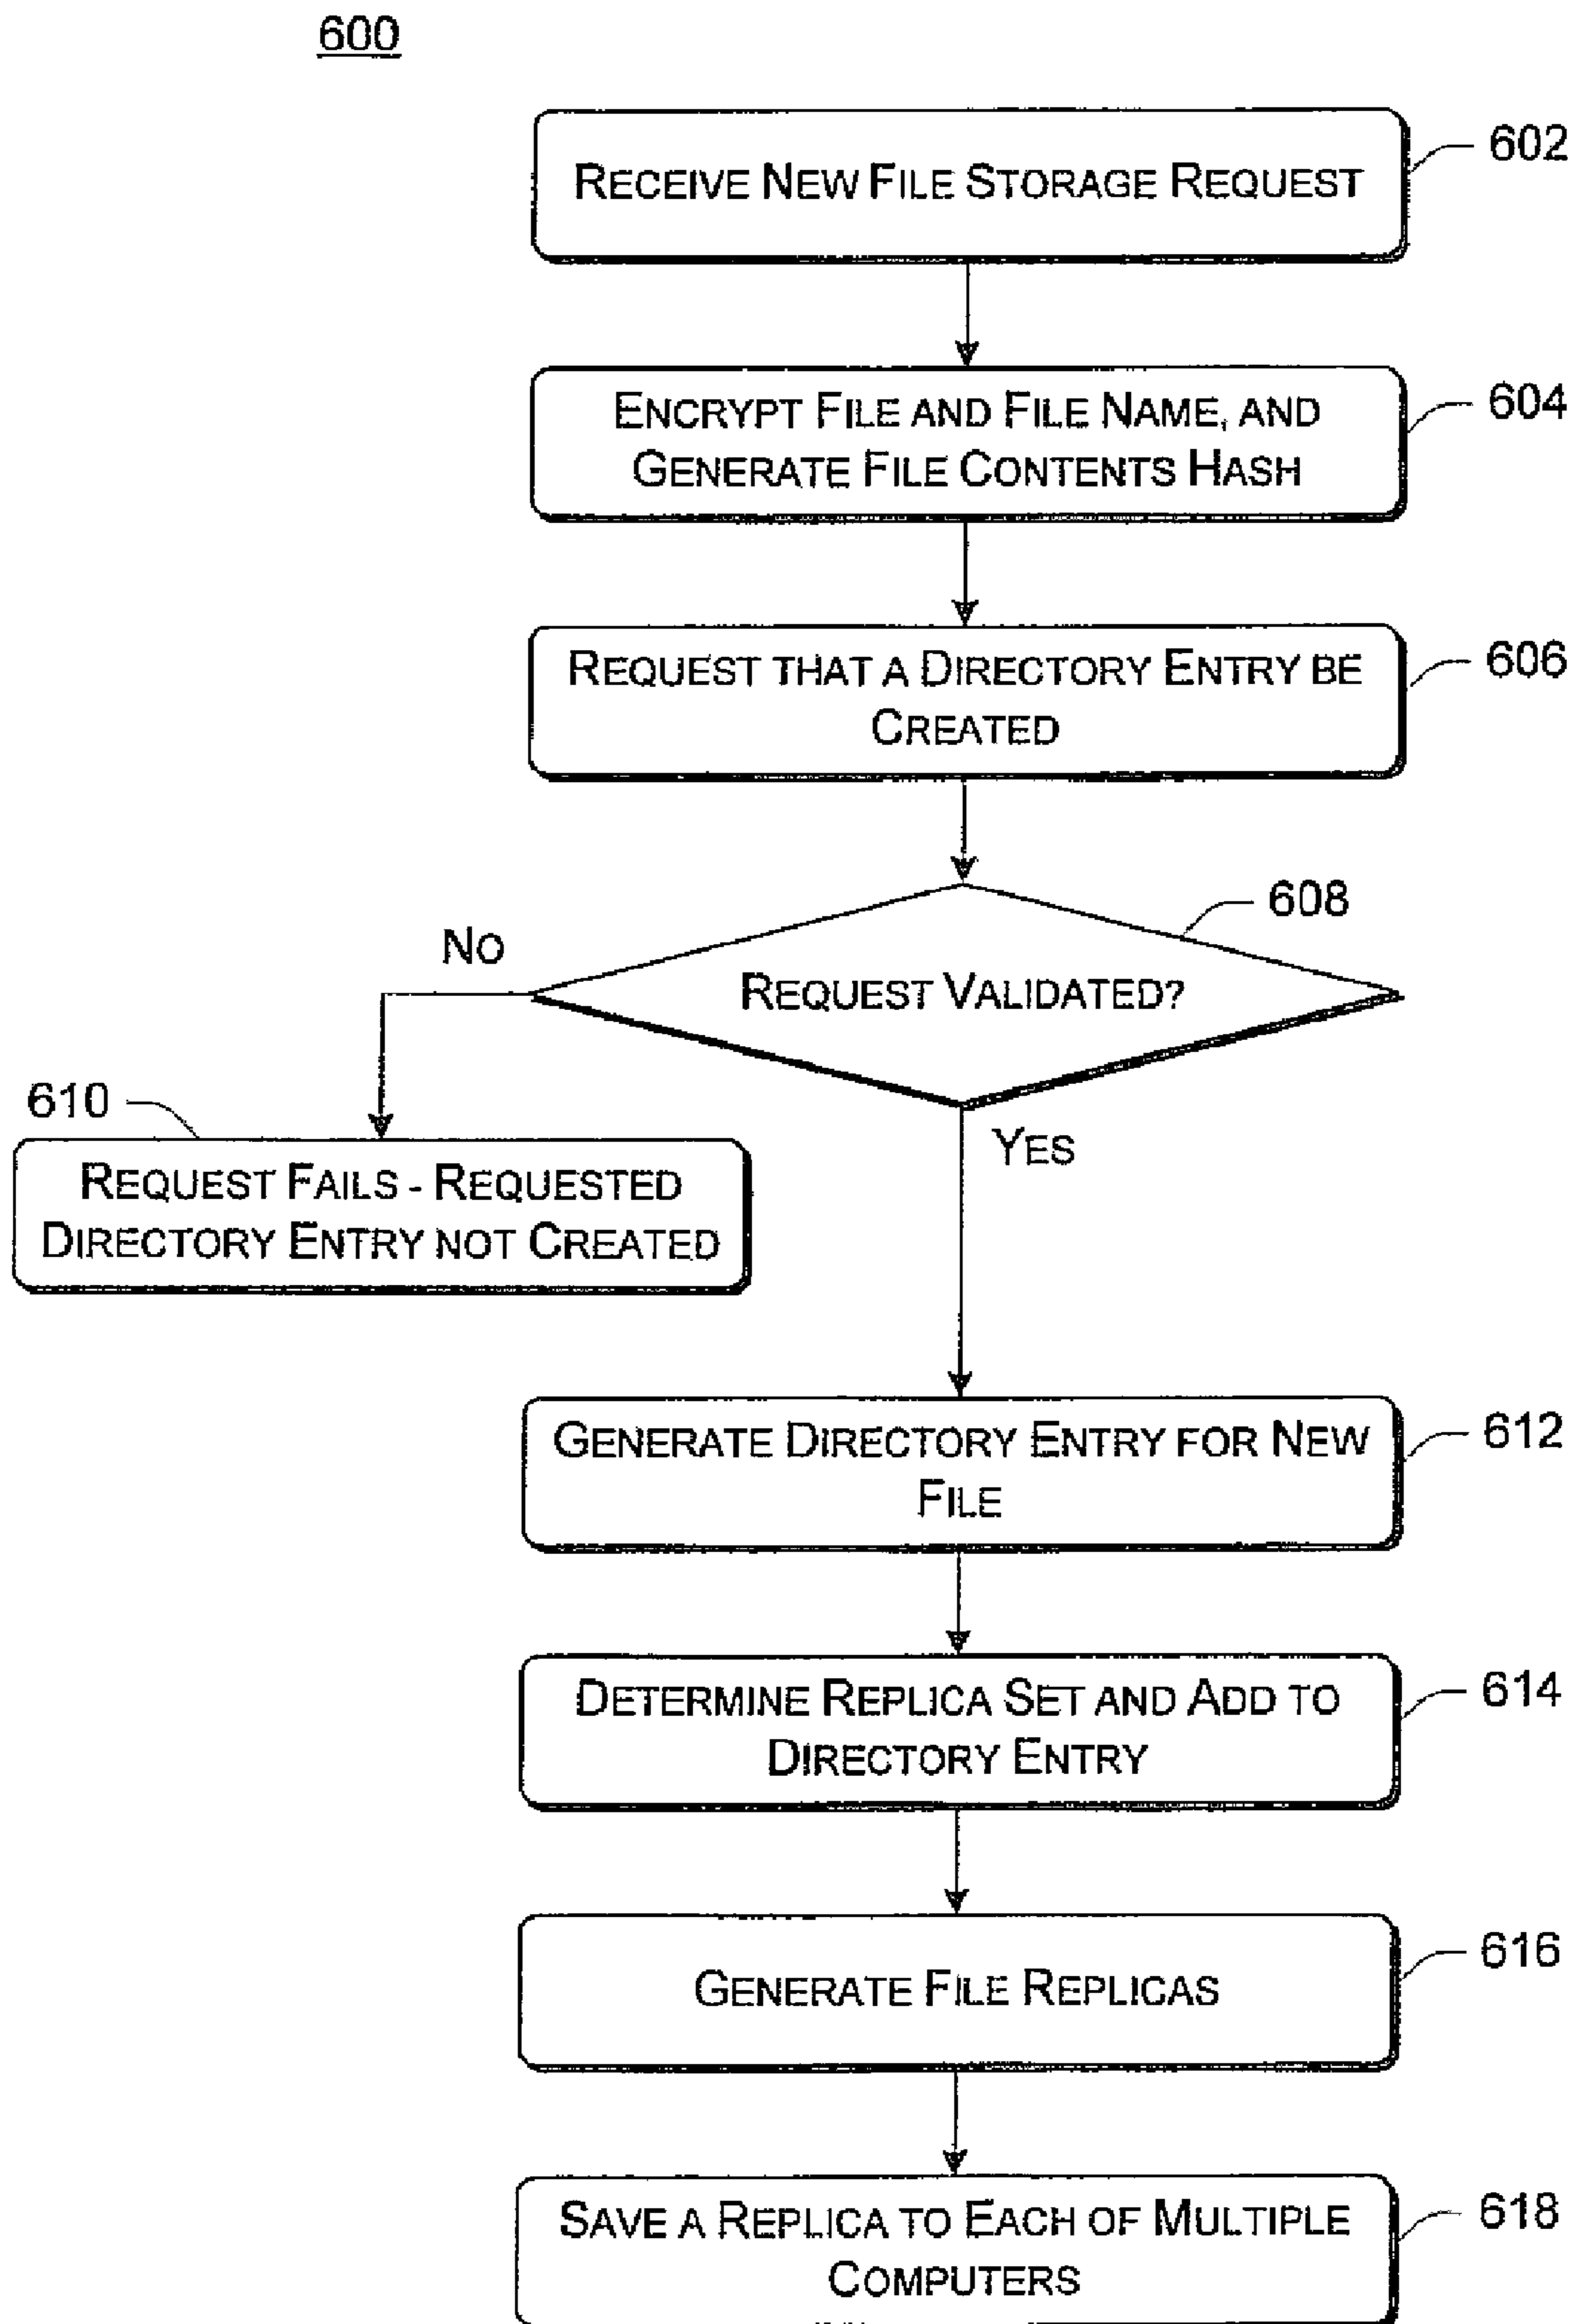 600
RECEIVE NEW FILE STORAGE REQUEST
602
ENCRYPT FILE AND FILE NAME, AND
GENERATE FILE CONTENTS HASH
604
REQUEST THAT A DIRECTORY ENTRY BE
CREATED
606
608
NO
REQUEST VALIDATED?
610
YES
REQUEST FAILS - REQUESTED
DIRECTORY ENTRY NOT CREATED
GENERATE DIRECTORY ENTRY FOR NEW
FILE
612
DETERMINE REPLICA SET AND ADD TO
DIRECTORY ENTRY
614
GENERATE FILE REPLICAS
616
SAVE A REPLICA TO EACH OF MULTIPLE
COMPUTERS
618